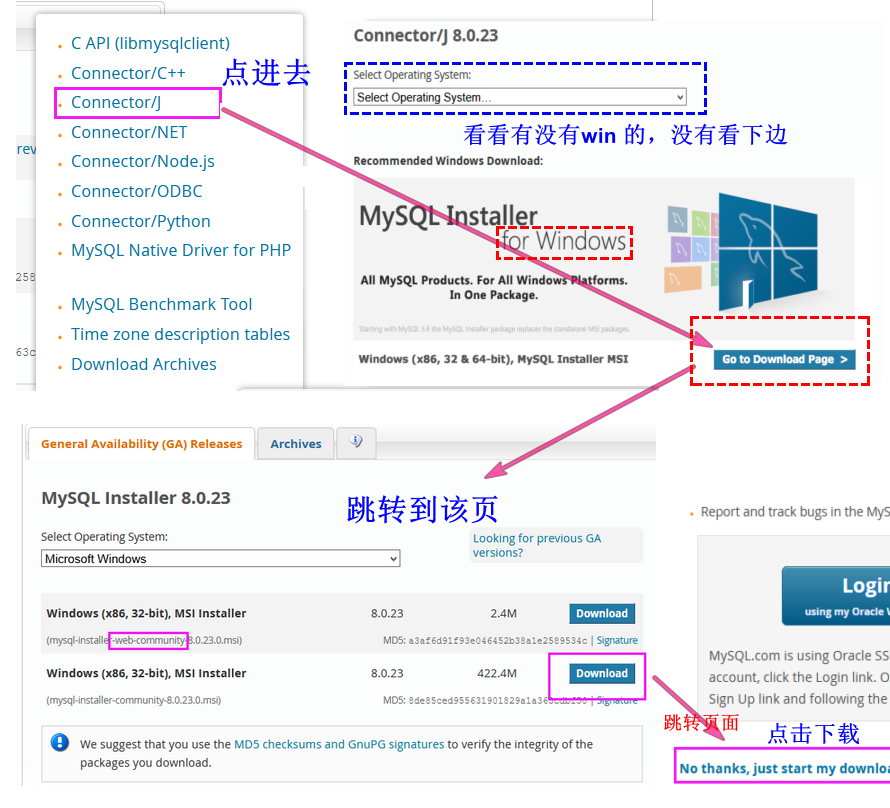 C API (libmysqlclient)
Connector/C++
点进去
Connector/J
Connector/.NET
Connector/Node.js
Connector/ODBC
Connector/Python
MySQL Native Driver for PHP
MySQL Benchmark Tool
Time zone description tables
Download Archives
Connector/J 8.0.23
Select Operating System:
Select Operating System…
看看有没有win 的，没有看下边
Recommended Windows Download:
MySQL Installer
for Windows
All MySQL Products. For All Windows Platforms.
In One Package.
Starting with MySQL 5.6 the MySQL Installer package replaces the standalone MSI packages.
Windows (x86, 32 & 64-bit), MySQL Installer MSI
Go to Download Page >
General Availability (GA) Releases
Archives
MySQL Installer 8.0.23
跳转到该页
Select Operating System:
Microsoft Windows
Looking for previous GA
versions?
Windows (x86, 32-bit), MSI Installer 8.0.23 2.4M Download
(mysql-installer-web-community-8.0.23.0.msi) MD5: a3af6d91f93e046452b38a1e2589534c | Signature
Windows (x86, 32-bit), MSI Installer 8.0.23 422.4M Download
(mysql-installer-community-8.0.23.0.msi) MD5: | Signature
We suggest that you use the MD5 checksums and GnuPG signatures to verify the integrity of the
packages you download.
Report and track bugs in the MyS
Login
using my Oracle W
MySQL.com is using Oracle SS
account, click the Login link. O
Sign Up link and following the
跳转页面
点击下载
No thanks, just start my downloa